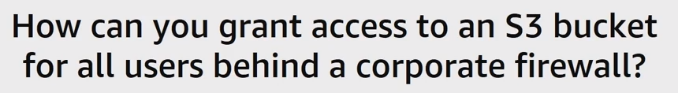 How can you grant access to an S3 bucket
for all users behind a corporate firewall?